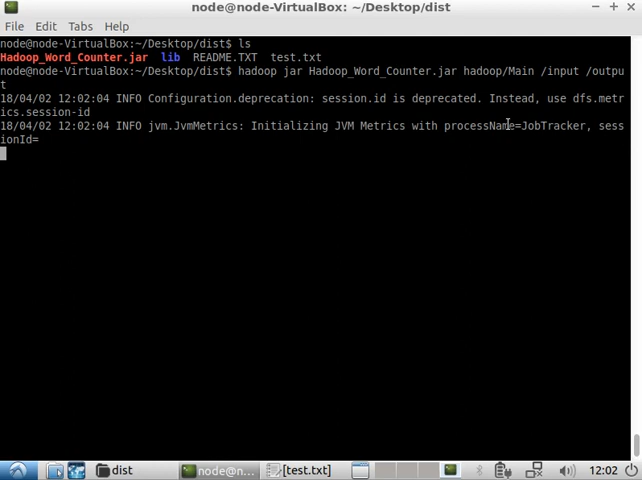 node@node-VirtualBox: ~/Desktop/dist
File Edit Tabs Help
node@node-VirtualBox:~/Desktop/dist$ ls
Hadoop_Word_Counter.jar lib README.TXT test.txt
node@node-VirtualBox:~/Desktop/dist$ hadoop jar Hadoop_Word_Counter.jar hadoop/Main /input /outpu
t
18/04/02 12:02:04 INFO Configuration.deprecation: session.id is deprecated. Instead, use dfs.metr
ics.session-id
18/04/02 12:02:04 INFO jvm.JvmMetrics: Initializing JVM Metrics with processName=JobTracker, sess
ionId=
dist node@n... [test.txt] 12:02